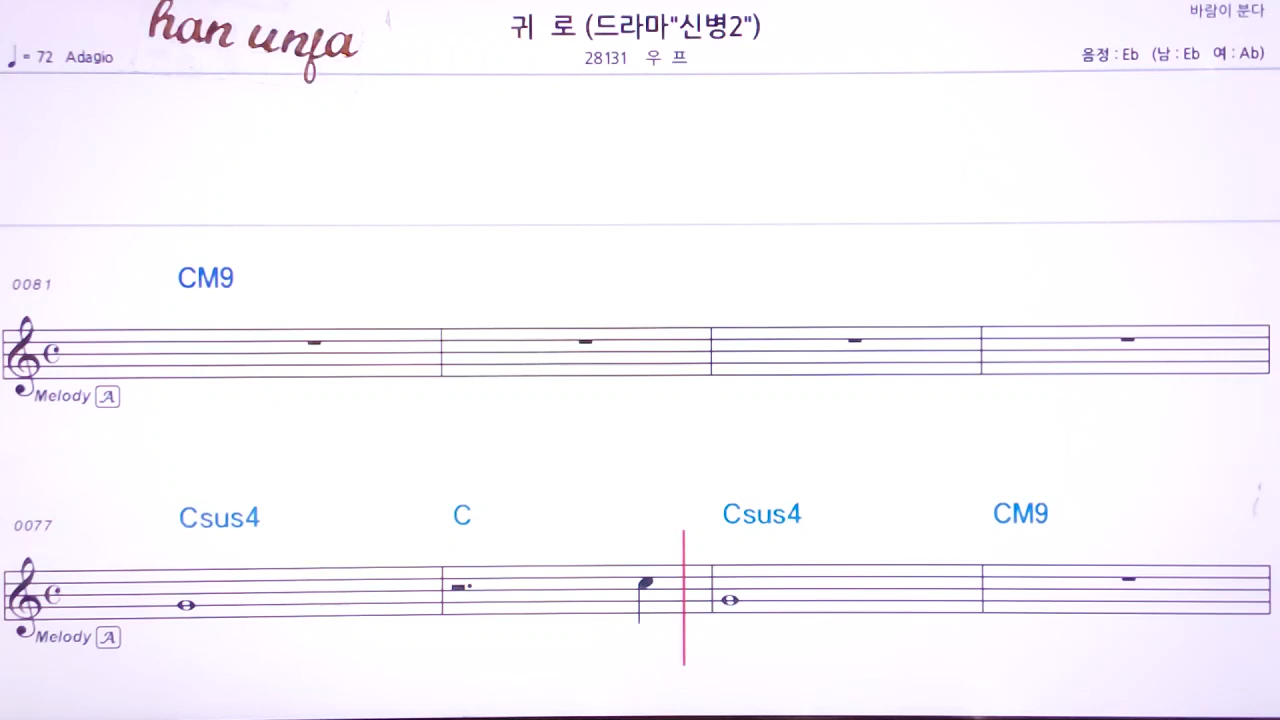 han unja
귀 로 (드라마"신병2")
바람이 분다
♩ = 72 Adagio
28131 우 프
음정 : Eb (남 : Eb 여 : Ab)
0081
CM9
Melody A
0077
Csus4 C Csus4 CM9
Melody A